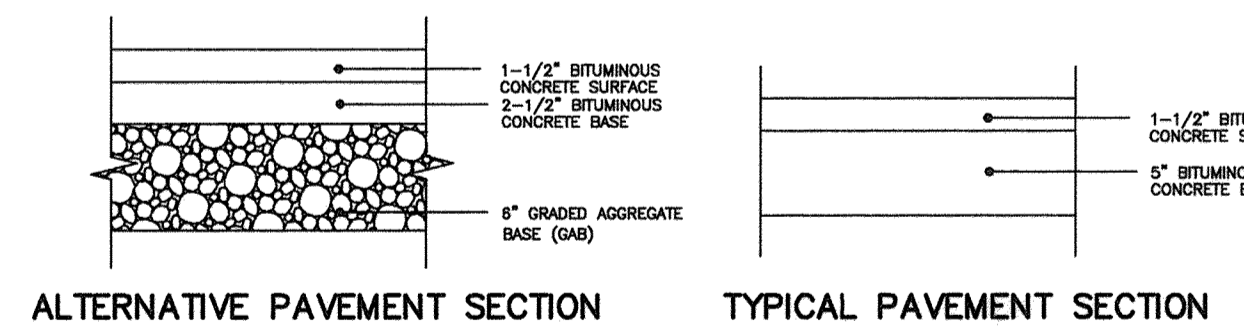 1-1/2" BITUMINOUS
CONCRETE SURFACE
2-1/2" BITUMINOUS
CONCRETE BASE
6" GRADED AGGREGATE
BASE (GAB)
ALTERNATIVE PAVEMENT SECTION
1-1/2" BITU
CONCRETE S
5" BITUMINO
CONCRETE B
TYPICAL PAVEMENT SECTION